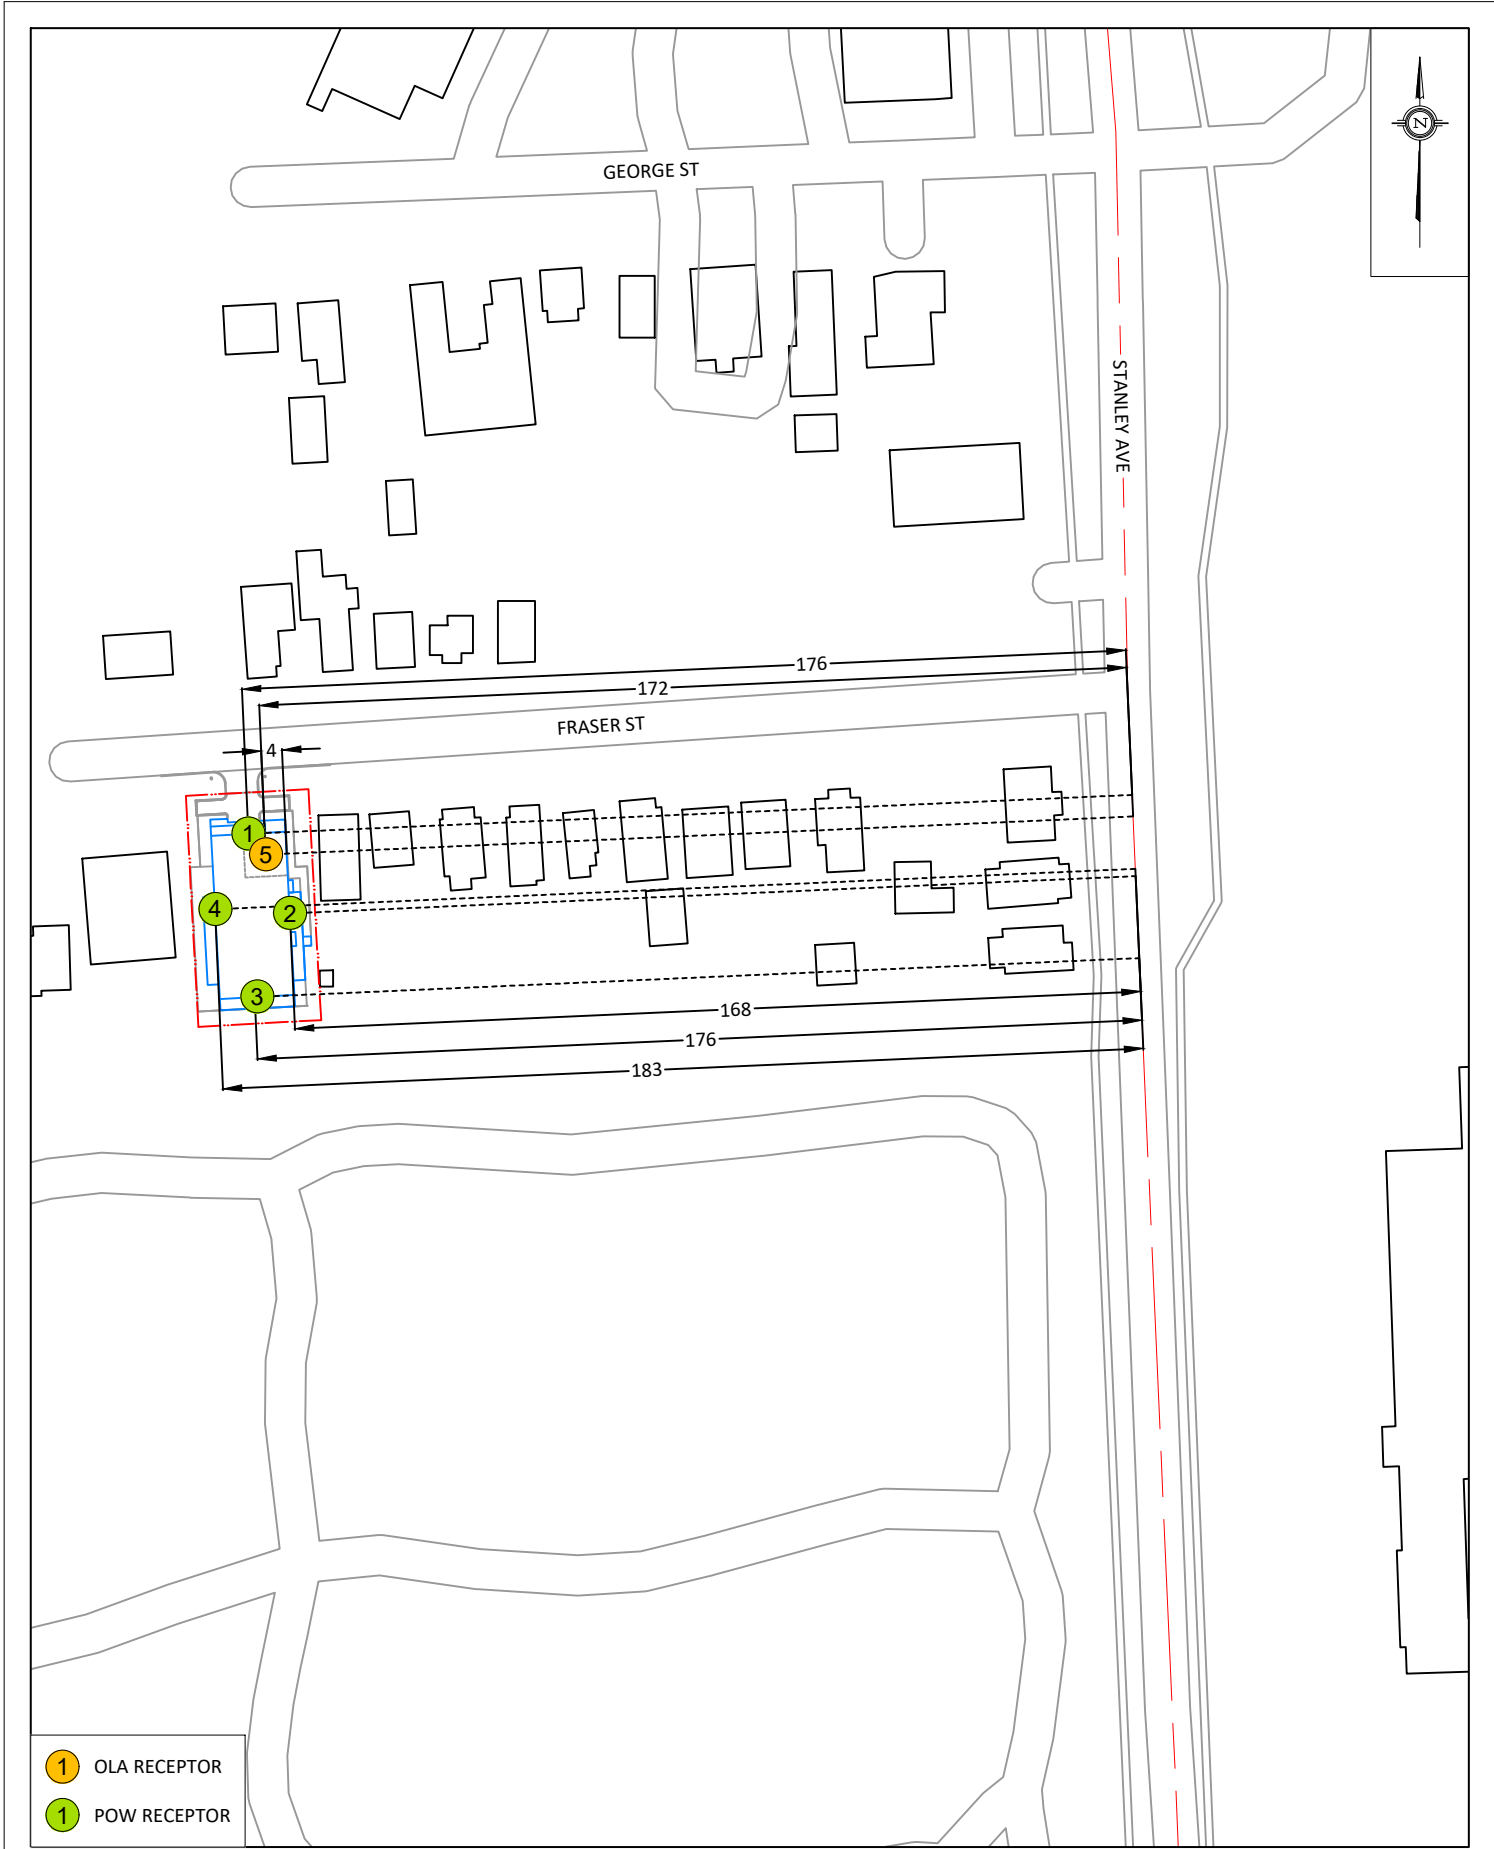 N
GEORGE ST
STANLEY AVE
176
172
FRASER ST
4
1
5
4
2
3
168
176
183
1 OLA RECEPTOR
1 POW RECEPTOR